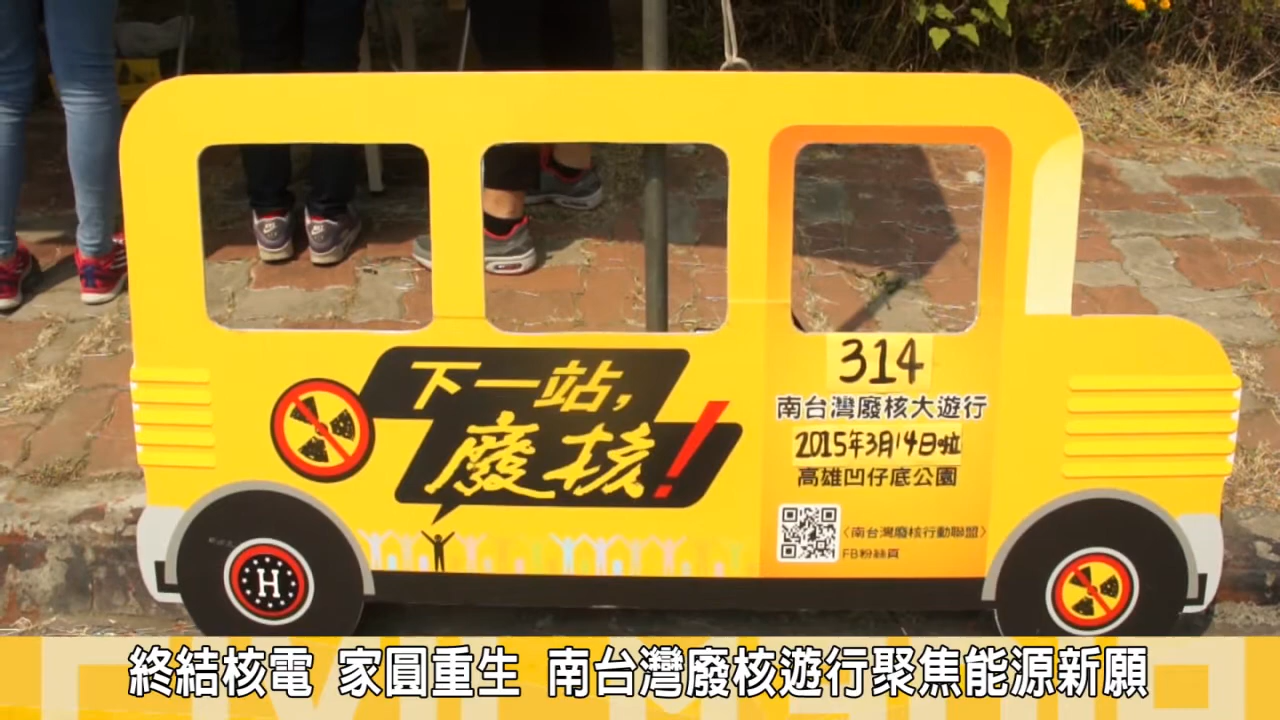 下一站,
廢核!
314
南台灣廢核大遊行
2015年3月14日啦
高雄凹仔底公園
〈南台灣廢核行動聯盟〉
FB粉絲頁
H
終結核電 家園重生 南台灣廢核遊行聚焦能源新願